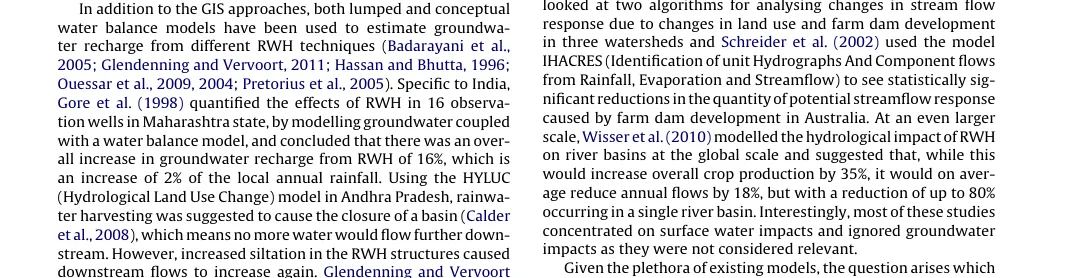 In addition to the GIS approaches, both lumped and conceptual
water balance models have been used to estimate groundwa-
ter recharge from different RWH techniques (Badarayani et al.,
2005; Glendenning and Vervoort, 2011; Hassan and Bhutta, 1996;
Ouessar et al., 2009, 2004; Pretorius et al., 2005). Specific to India,
Gore et al. (1998) quantified the effects of RWH in 16 observa-
tion wells in Maharashtra state, by modelling groundwater coupled
with a water balance model, and concluded that there was an over-
all increase in groundwater recharge from RWH of 16%, which is
an increase of 2% of the local annual rainfall. Using the HYLUC
(Hydrological Land Use Change) model in Andhra Pradesh, rainwa-
ter harvesting was suggested to cause the closure of a basin (Calder
et al., 2008), which means no more water would flow further down-
stream. However, increased siltation in the RWH structures caused
downstream flows to increase again. Glendenning and Vervoort
looked at two algorithms for analysing changes in stream flow
response due to changes in land use and farm dam development
in three watersheds and Schreider et al. (2002) used the model
IHACRES (Identification of unit Hydrographs And Component flows
from Rainfall, Evaporation and Streamflow) to see statistically sig-
nificant reductions in the quantity of potential streamflow response
caused by farm dam development in Australia. At an even larger
scale, Wisser et al. (2010) modelled the hydrological impact of RWH
on river basins at the global scale and suggested that, while this
would increase overall crop production by 35%, it would on aver-
age reduce annual flows by 18%, but with a reduction of up to 80%
occurring in a single river basin. Interestingly, most of these studies
concentrated on surface water impacts and ignored groundwater
impacts as they were not considered relevant.
Given the plethora of existing models, the question arises which